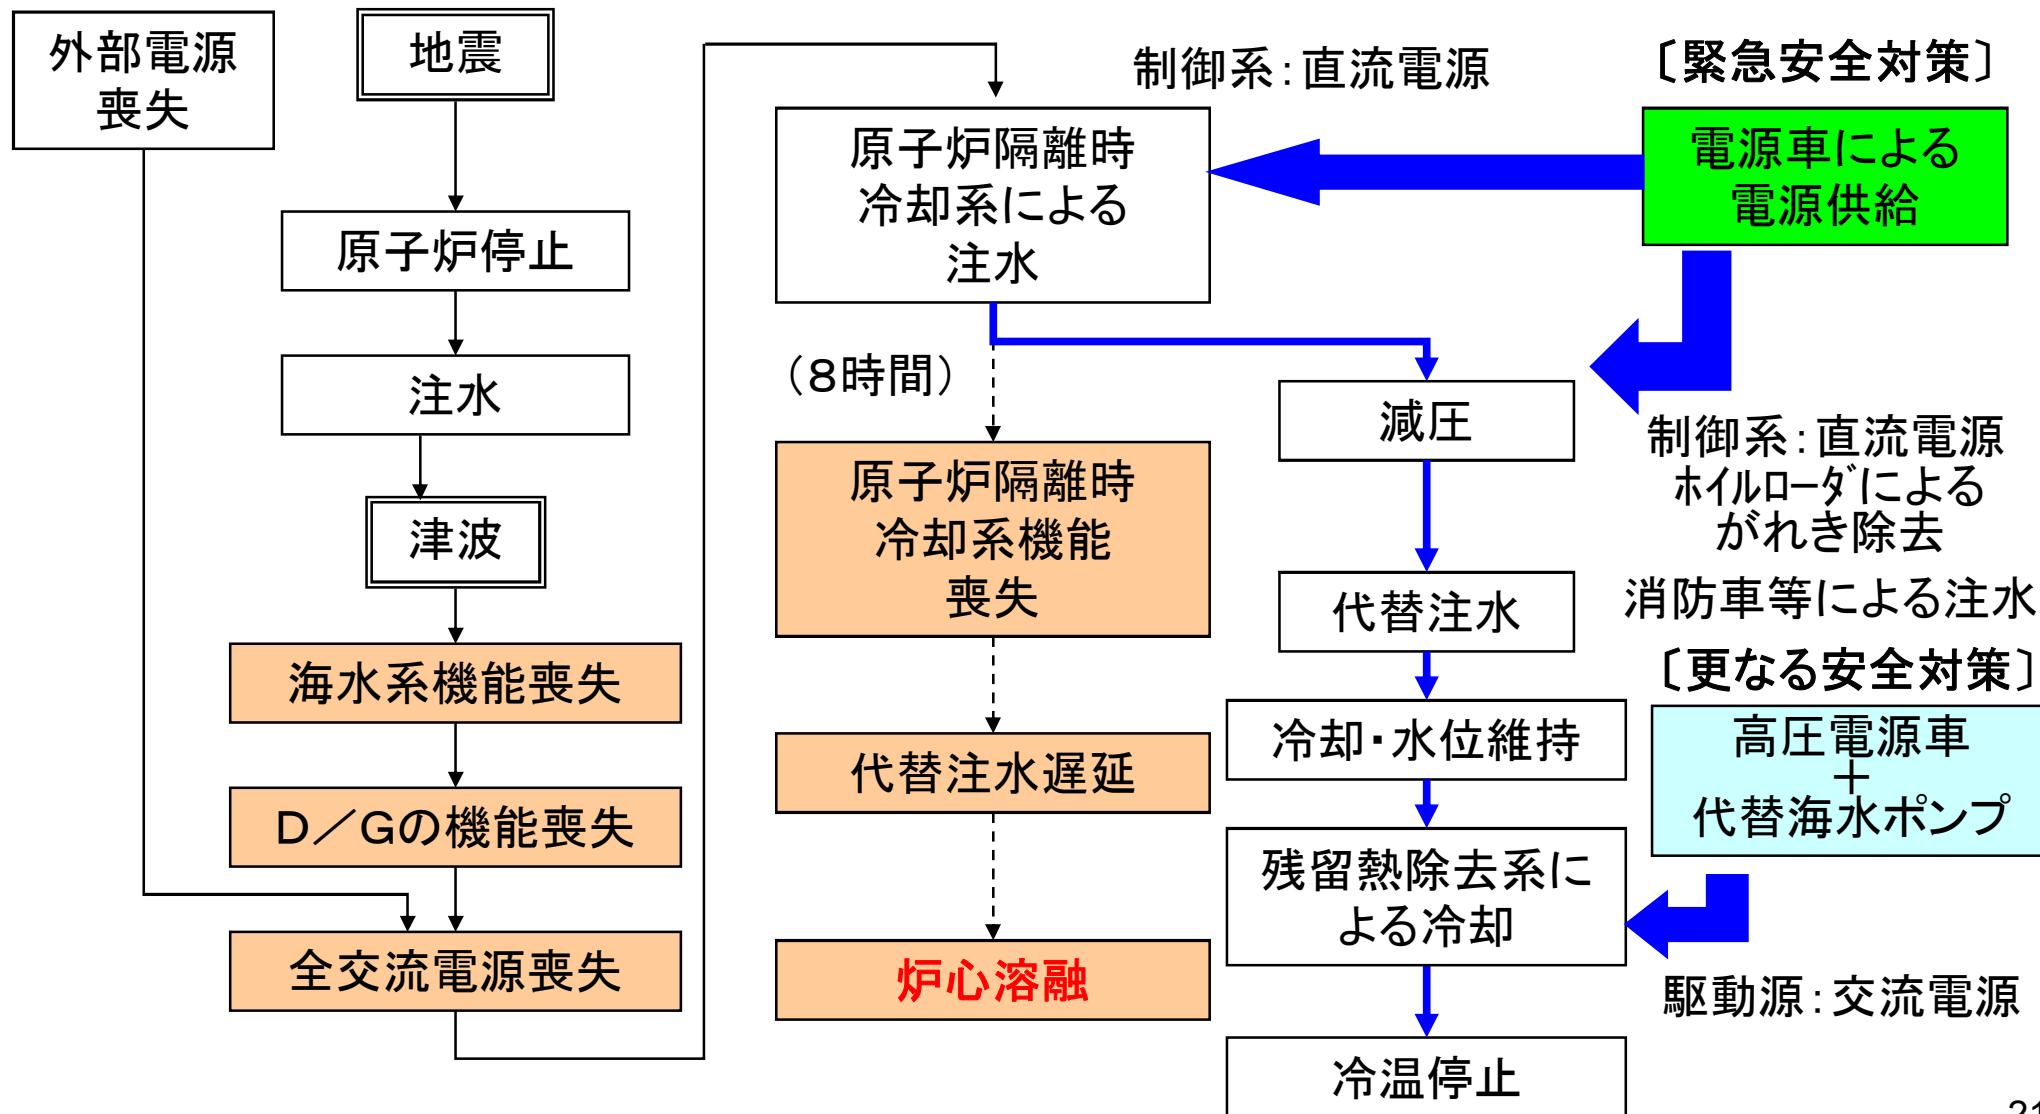 外部電源
喪失
地震
原子炉停止
注水
津波
海水系機能喪失
D／Gの機能喪失
全交流電源喪失
制御系：直流電源
原子炉隔離時
冷却系による
注水
（8時間）
原子炉隔離時
冷却系機能
喪失
代替注水遅延
炉心溶融
減圧
代替注水
冷却・水位維持
残留熱除去系に
よる冷却
冷温停止
〔緊急安全対策〕
電源車による
電源供給
制御系：直流電源
ﾎｲﾙﾛｰﾀﾞによる
がれき除去
消防車等による注水
〔更なる安全対策〕
高圧電源車
＋
代替海水ポンプ
駆動源：交流電源
21